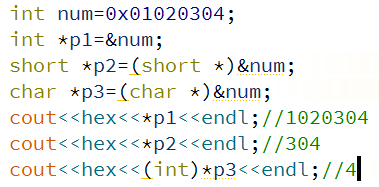 int num=0x01020304;
int *p1=&num;
short *p2=(short *)&num;
char *p3=(char *)&num;
cout<<hex<<*p1<<endl;//1020304
cout<<hex<<*p2<<endl;//304
cout<<hex<<(int)*p3<<endl;//4